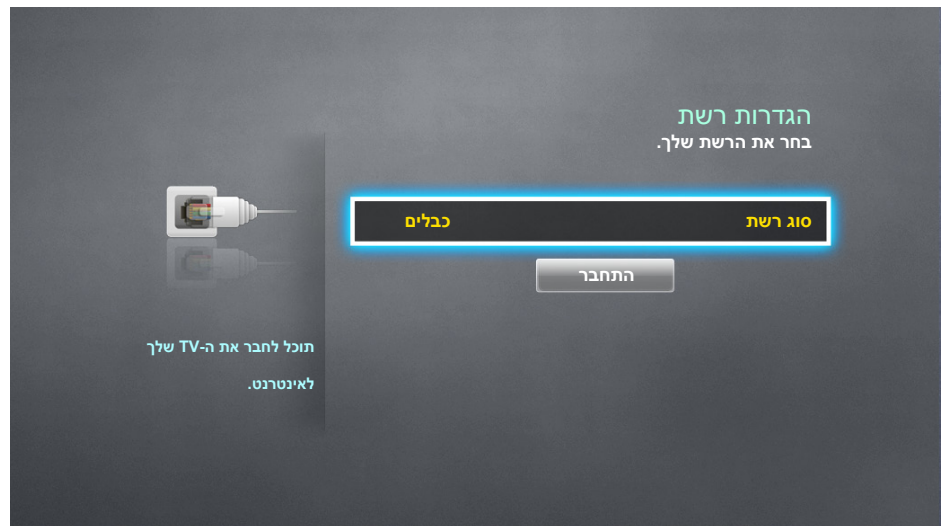 הגדרות רשת
בחר את הרשת שלך.
סוג רשת כבלים
התחבר
תוכל לחבר את ה-TV שלך
לאינטרנט.